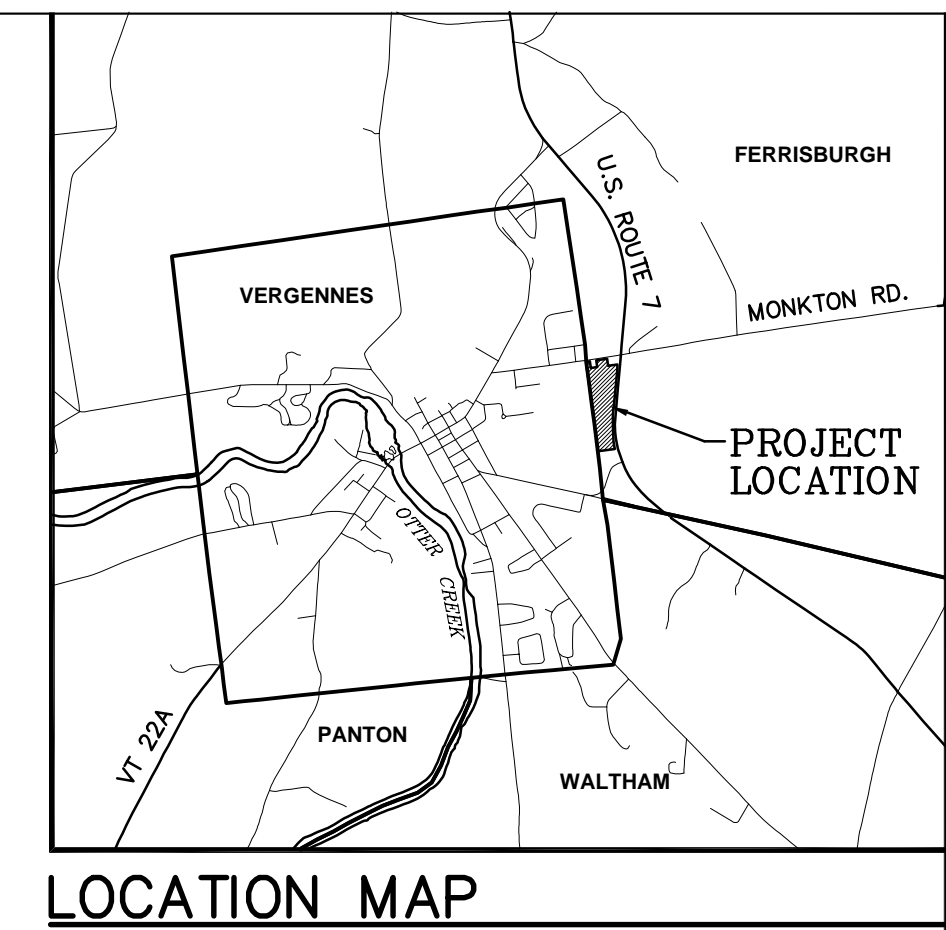 FERRISBURGH
U.S. ROUTE 7
VERGENNES
MONKTON RD.
PROJECT
LOCATION
OTTER
CREEK
VT 22A
PANTON
WALTHAM
LOCATION MAP